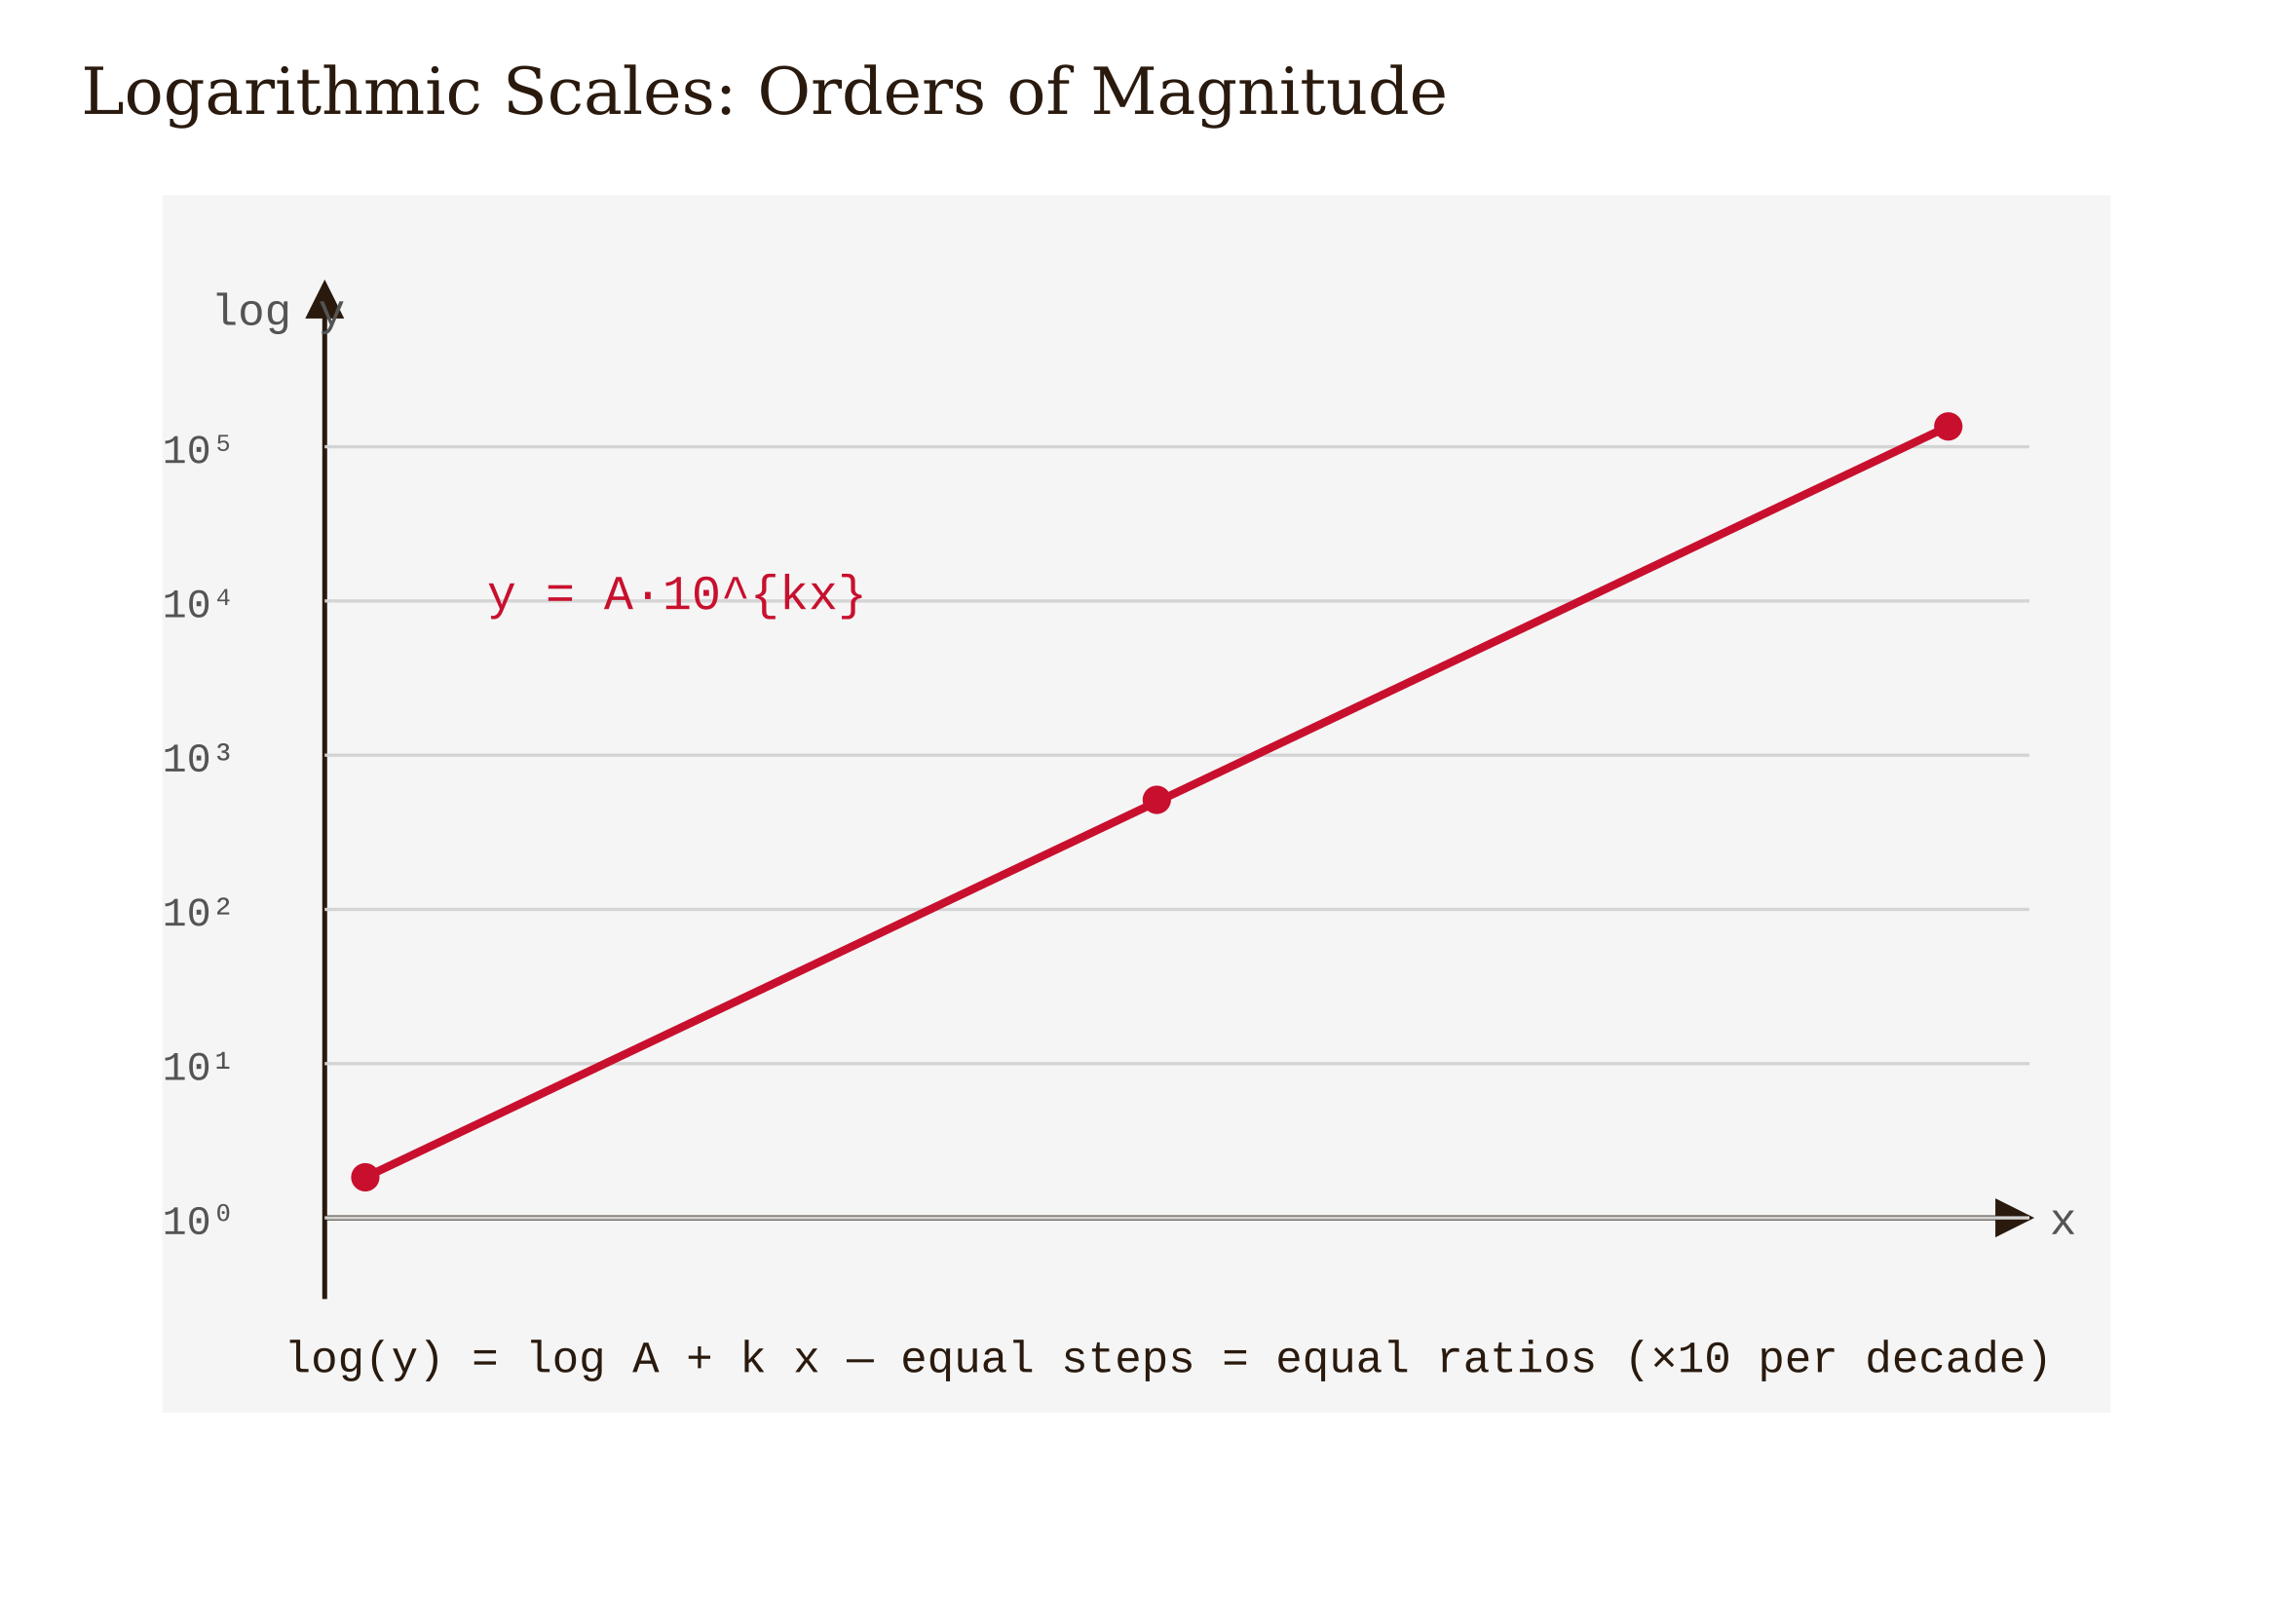 Logarithmic Scales: Orders of Magnitude
log y
10⁵
y = A·10^{kx}
10⁴
10³
10²
10¹
10⁰
x
log(y) = log A + k x — equal steps = equal ratios (×10 per decade)